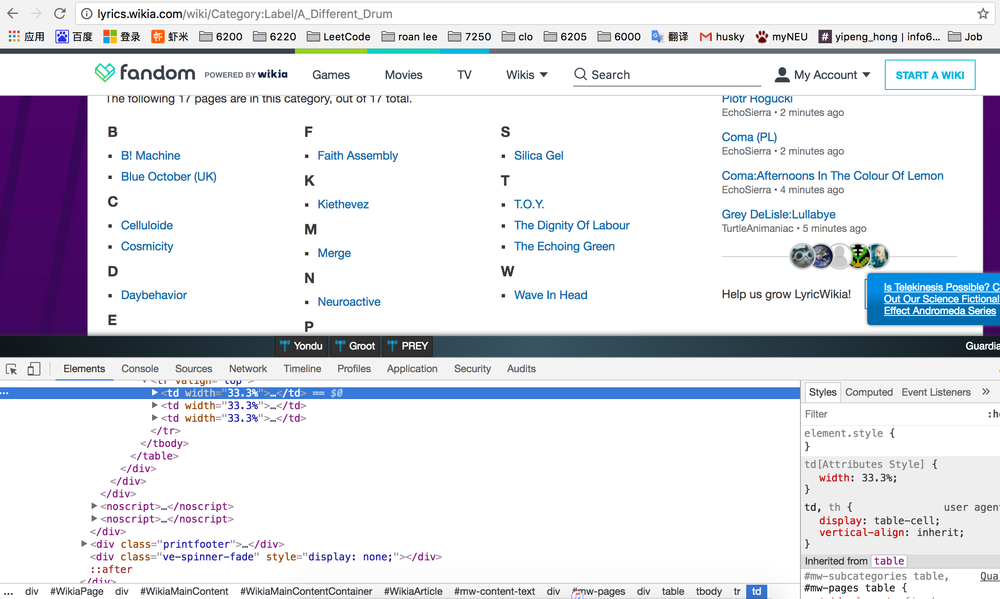 lyrics.wikia.com/wiki/Category:Label/A_Different_Drum
应用 百度 登录 虾米 6200 6220 LeetCode roan lee 7250 clo 6205 6000 翻译 husky myNEU yipeng_hong | info6... Job
fandom POWERED BY wikia Games Movies TV Wikis Search My Account START A WIKI
The following 17 pages are in this category, out of 17 total.
B
B! Machine
Blue October (UK)
C
Celluloide
Cosmicity
D
Daybehavior
E
F
Faith Assembly
K
Kiethevez
M
Merge
N
Neuroactive
P
S
Silica Gel
T
T.O.Y.
The Dignity Of Labour
The Echoing Green
W
Wave In Head
Piotr Rogucki
EchoSierra • 2 minutes ago
Coma (PL)
EchoSierra • 2 minutes ago
Coma:Afternoons In The Colour Of Lemon
EchoSierra • 4 minutes ago
Grey DeLisle:Lullabye
TurtleAnimaniac • 5 minutes ago
Help us grow LyricWikia!
Is Telekinesis Possible? C
Out Our Science Fictional
Effect Andromeda Series
Yondu Groot PREY Guardia
Elements Console Sources Network Timeline Profiles Application Security Audits
<tr valign="top">
… <td width="33.3%">…</td> == $0
<td width="33.3%">…</td>
<td width="33.3%">…</td>
</tr>
</tbody>
</table>
</div>
</div>
</div>
<noscript>…</noscript>
<noscript>…</noscript>
</div>
<div class="printfooter">…</div>
<div class="ve-spinner-fade" style="display: none;"></div>
::after
</div>
... div #WikiaPage div #WikiaMainContent #WikiaMainContentContainer #WikiaArticle #mw-content-text div #mw-pages div table tbody tr td
Styles Computed Event Listeners »
Filter :ho
element.style {
}
td[Attributes Style] {
width: 33.3%;
}
td, th { user agent
display: table-cell;
vertical-align: inherit;
}
Inherited from table
#mw-subcategories table, Qual
#mw-pages table {